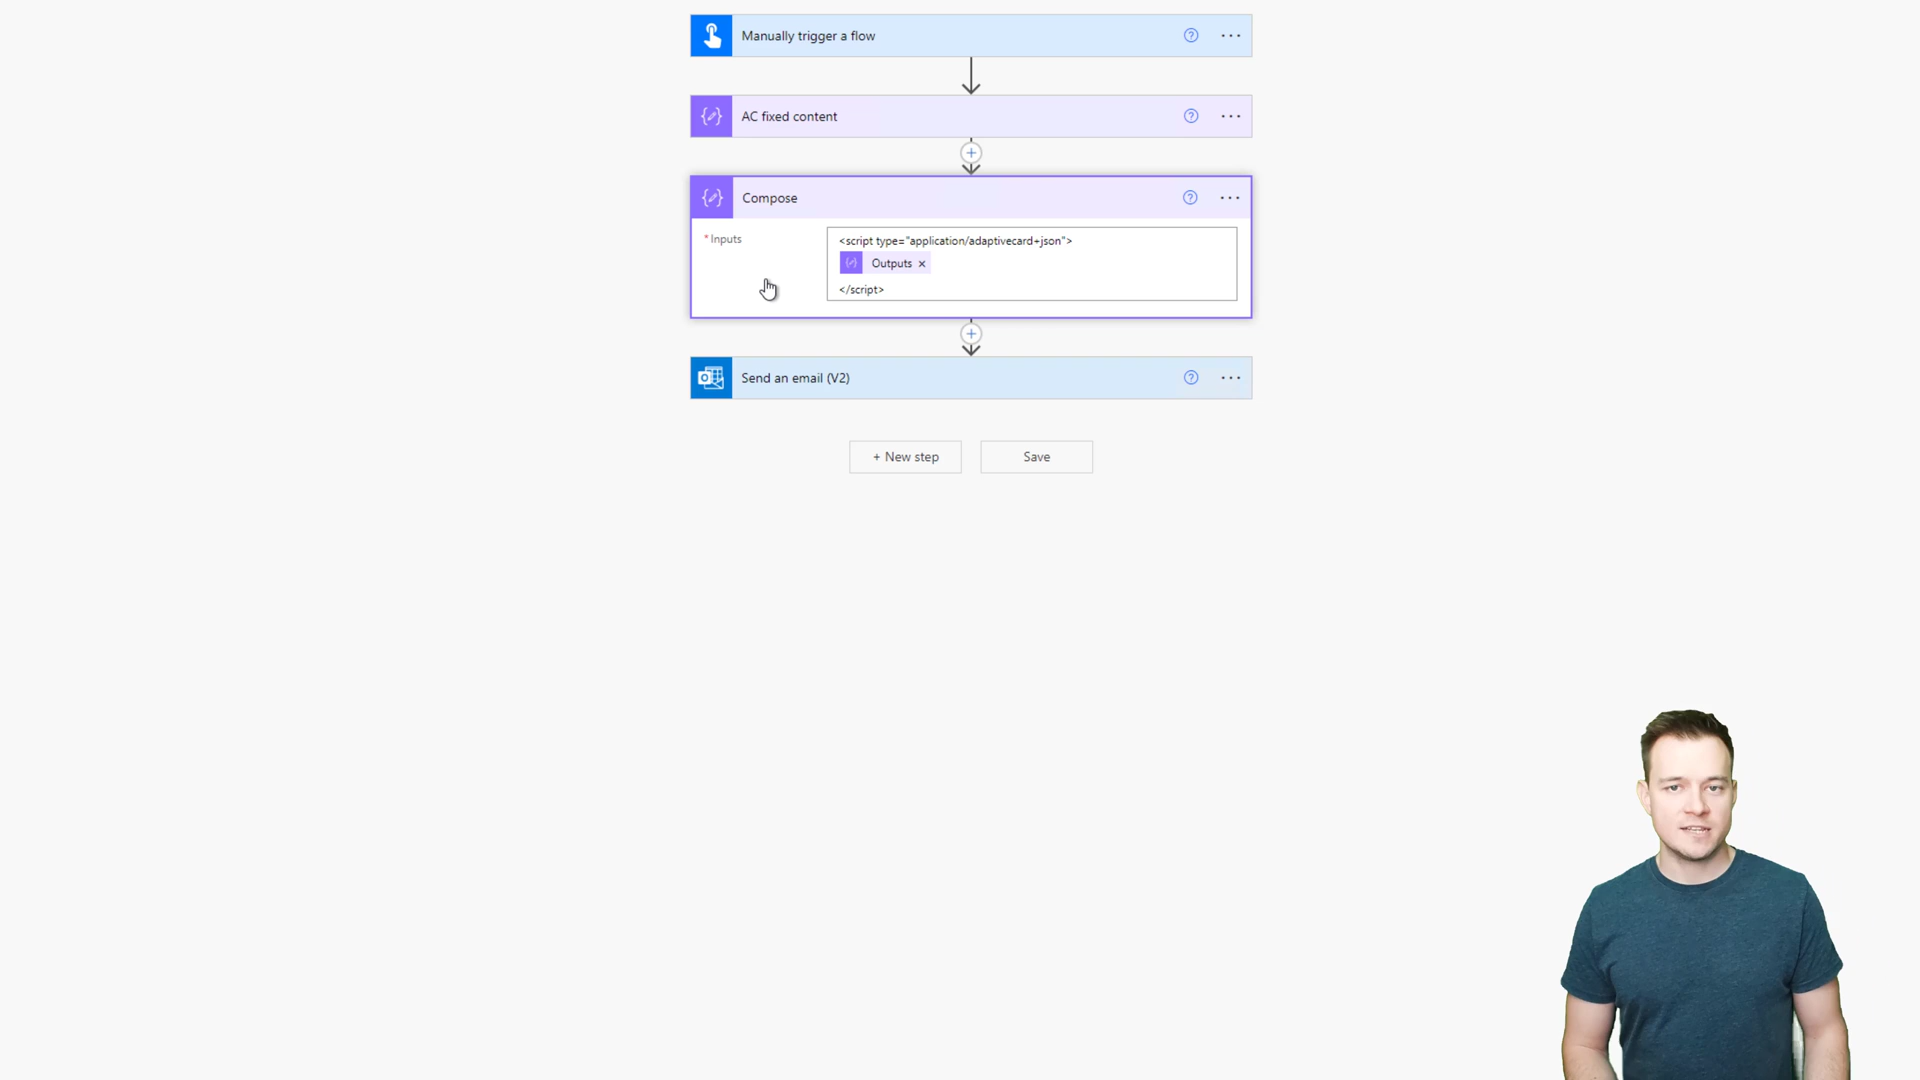 Manually trigger a flow
AC fixed content
Compose
* Inputs
<script type="application/adaptivecard+json">
Outputs ×
</script>
Send an email (V2)
+ New step
Save